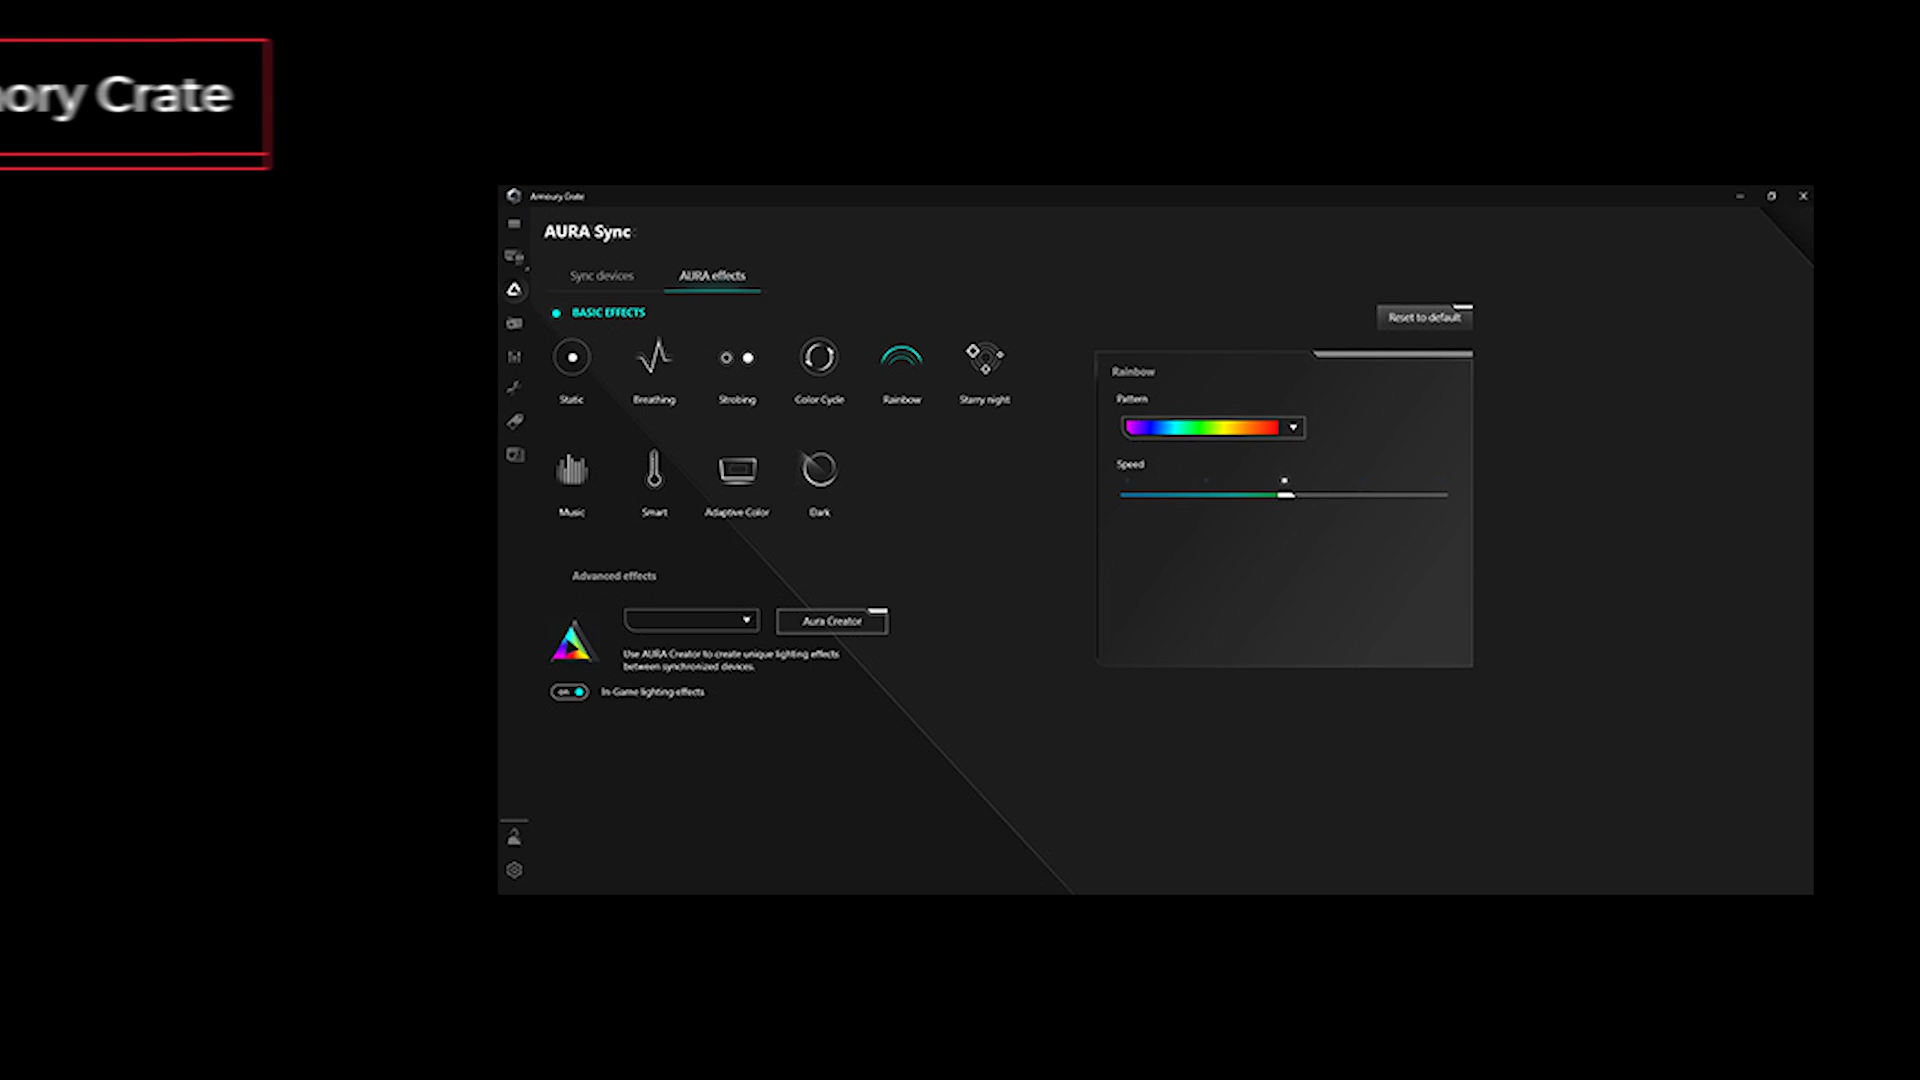 ory Crate
Armoury Crate
AURA Sync
Sync devices AURA effects
BASIC EFFECTS
Reset to default
Static Breathing Strobing Color Cycle Rainbow Starry night
Rainbow
Pattern
Speed
Music Smart Adaptive Color Dark
Advanced effects
Aura Creator
Use AURA Creator to create unique lighting effects
between synchronized devices.
on In-Game lighting effects